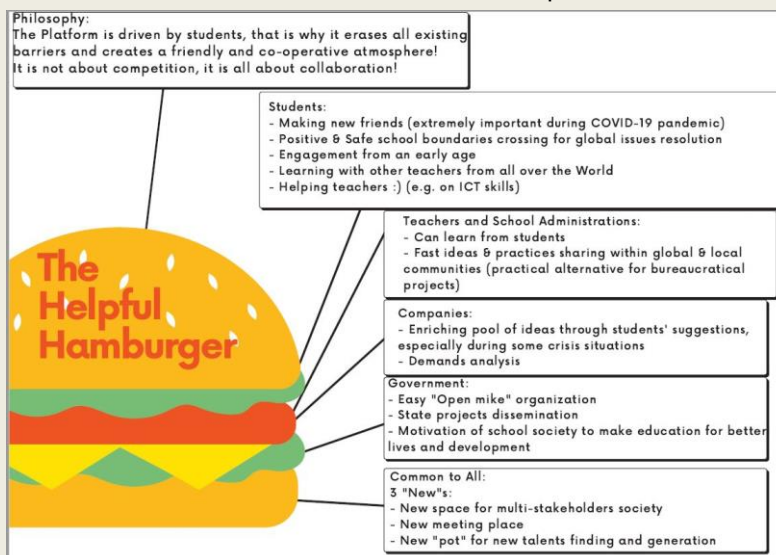 Philosophy:
The Platform is driven by students, that is why it erases all existing
barriers and creates a friendly and co-operative atmosphere!
It is not about competition, it is all about collaboration!
Students:
- Making new friends (extremely important during COVID-19 pandemic)
- Positive & Safe school boundaries crossing for global issues resolution
- Engagement from an early age
- Learning with other teachers from all over the World
- Helping teachers :) (e.g. on ICT skills)
Teachers and School Administrations:
- Can learn from students
- Fast ideas & practices sharing within global & local
communities (practical alternative for bureaucratical
projects)
The
Helpful
Hamburger
Companies:
- Enriching pool of ideas through students' suggestions,
especially during some crisis situations
- Demands analysis
Government:
- Easy "Open mike" organization
- State projects dissemination
- Motivation of school society to make education for better
lives and development
Common to All:
3 "New"s:
- New space for multi-stakeholders society
- New meeting place
- New "pot" for new talents finding and generation